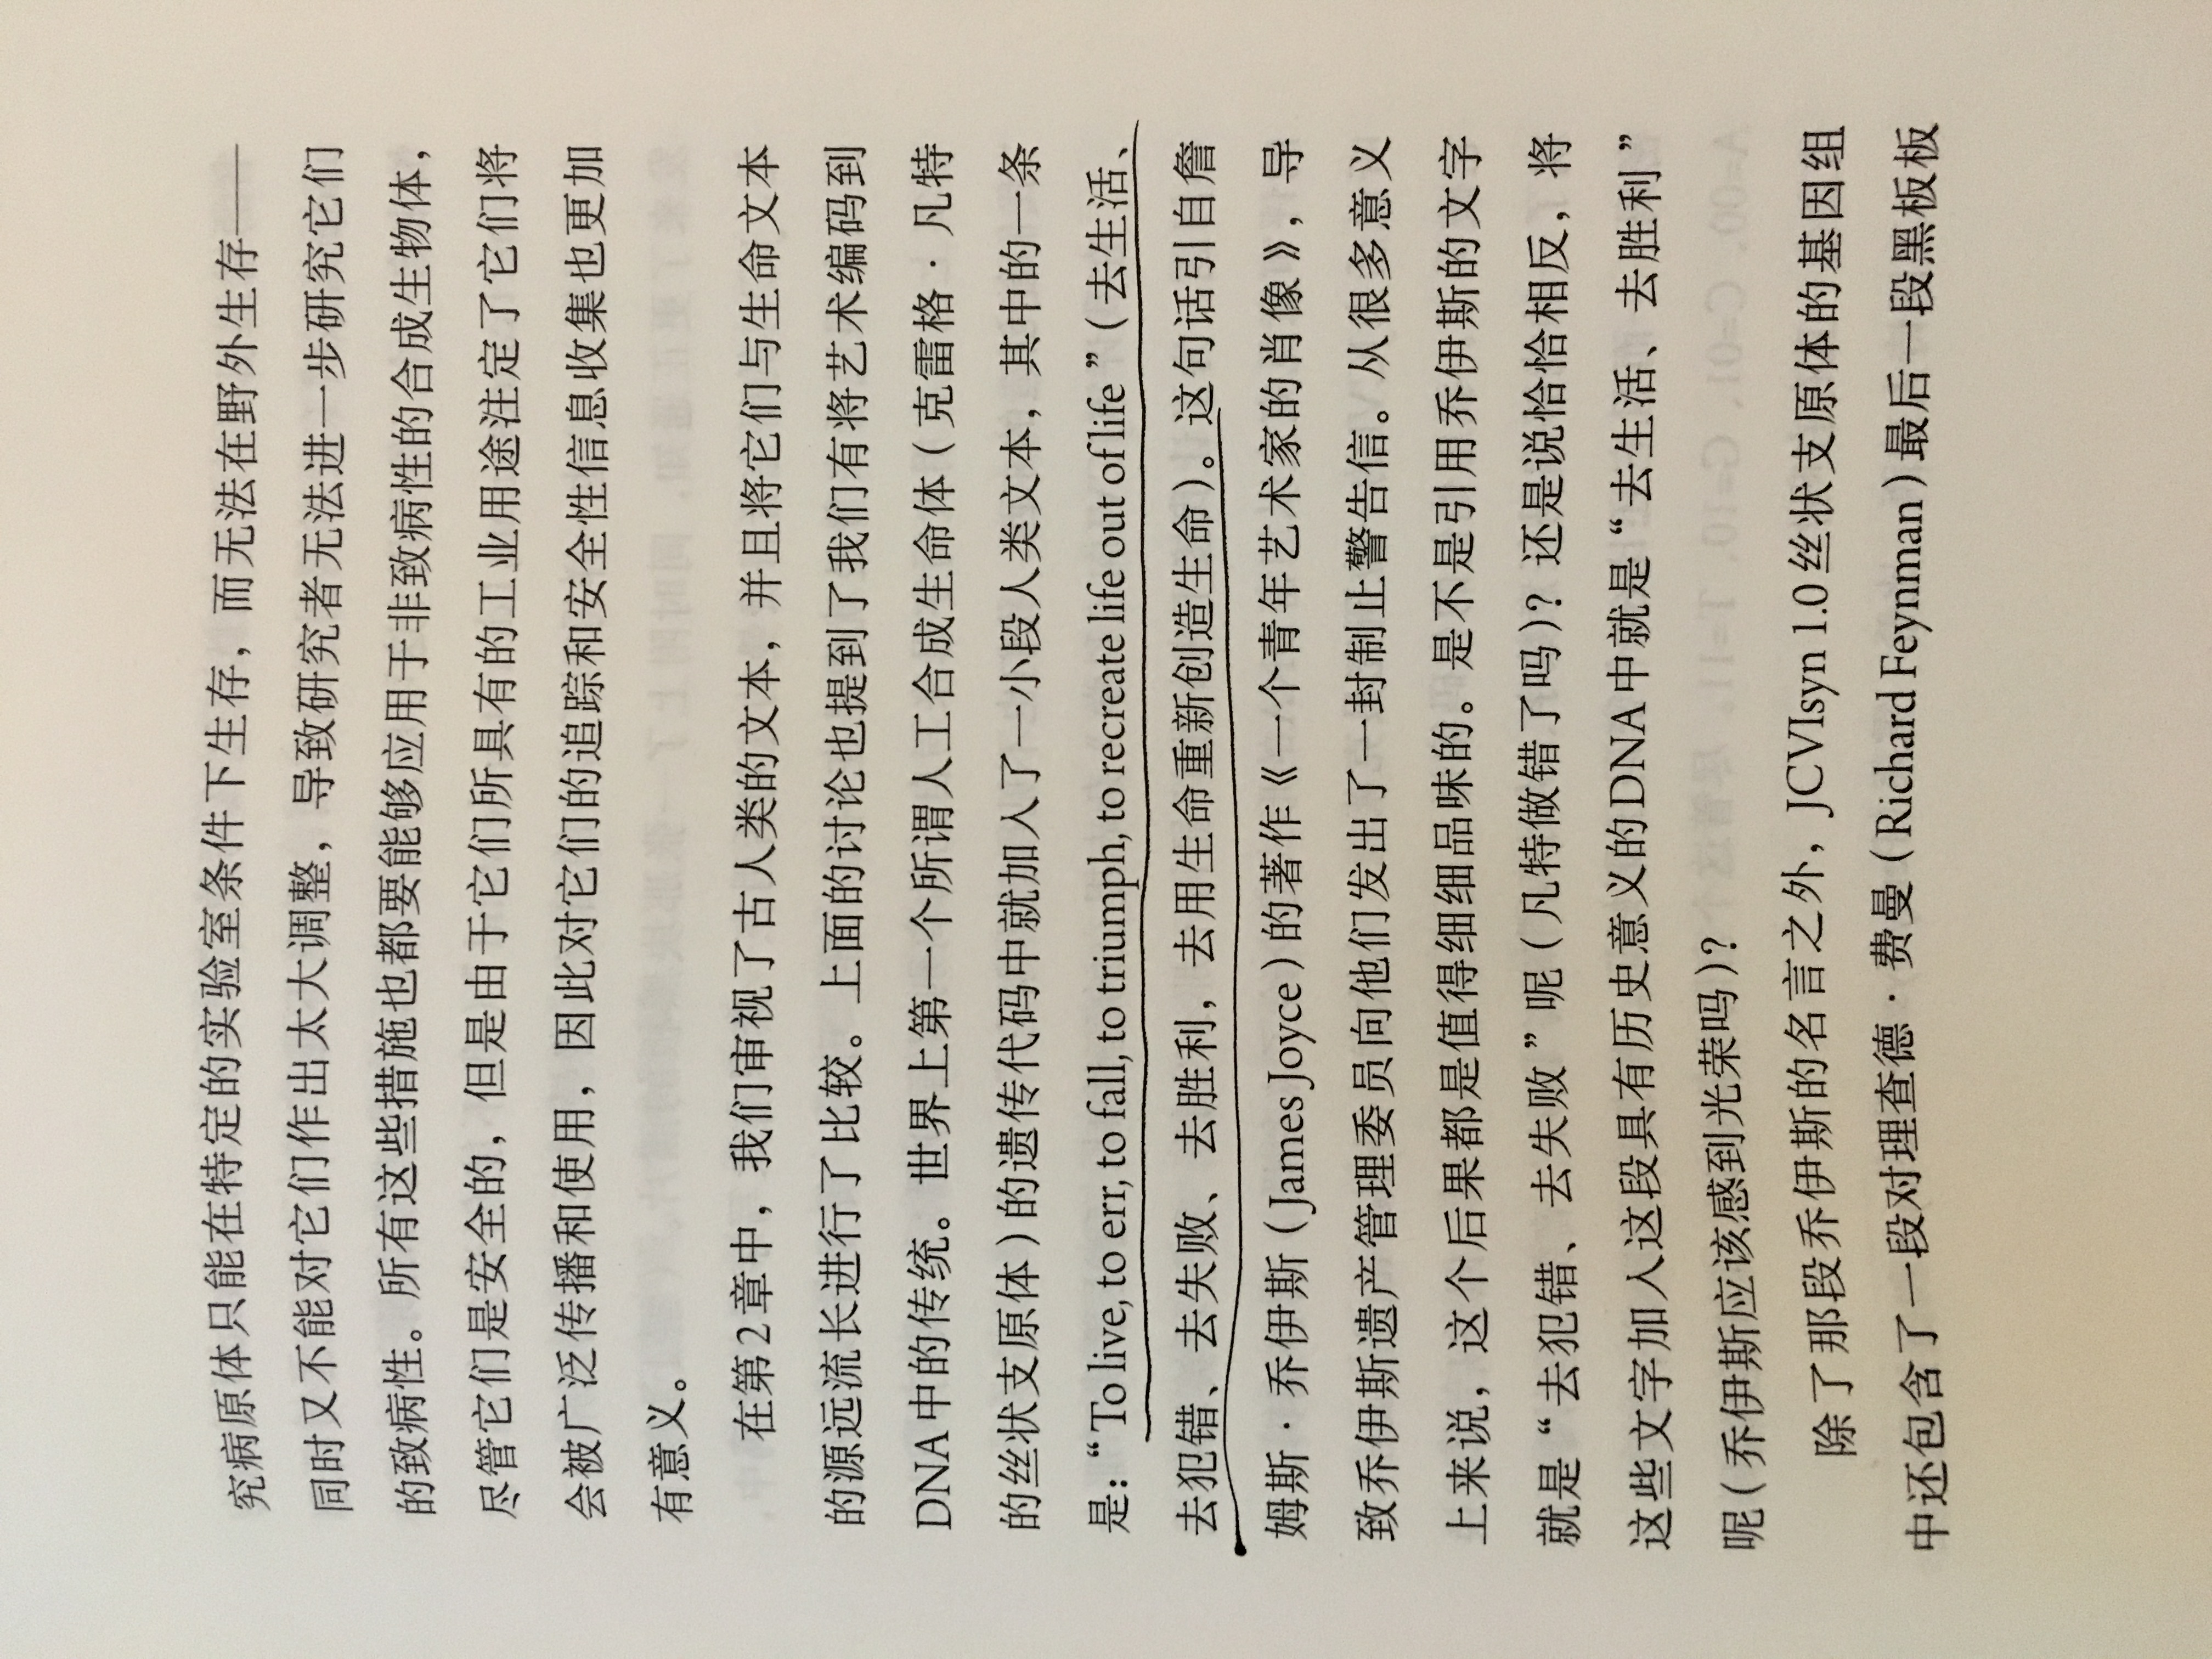 究病原体只能在特定的实验室条件下生存，而无法在野外生存——
同时又不能对它们作出太大调整，导致研究者无法进一步研究它们
的致病性。所有这些措施也都要能够应用于非致病性的合成生物体，
尽管它们是安全的，但是由于它们所具有的工业用途注定了它们将
会被广泛传播和使用，因此对它们的追踪和安全性信息收集也更加
有意义。
在第2章中，我们审视了古人类的文本，并且将它们与生命文本
的源远流长进行了比较。上面的讨论也提到了我们有将艺术编码到
DNA中的传统。世界上第一个所谓人工合成生命体（克雷格·凡特
的丝状支原体）的遗传代码中就加入了一小段人类文本，其中的一条
是：“To live, to err, to fall, to triumph, to recreate life out of life”（去生活、
去犯错、去失败、去胜利，去用生命重新创造生命）。这句话引自詹
姆斯·乔伊斯（James Joyce）的著作《一个青年艺术家的肖像》，导
致乔伊斯遗产管理委员向他们发出了一封制止警告信。从很多意义
上来说，这个后果都是值得细细品味的。是不是引用乔伊斯的文字
就是“去犯错、去失败”呢（凡特做错了吗）？还是说恰恰相反，将
这些文字加入这段具有历史意义的DNA中就是“去生活、去胜利”
呢（乔伊斯应该感到光荣吗）？
除了那段乔伊斯的名言之外，JCVIsyn 1.0丝状支原体的基因组
中还包含了一段对理查德·费曼（Richard Feynman）最后一段黑板板